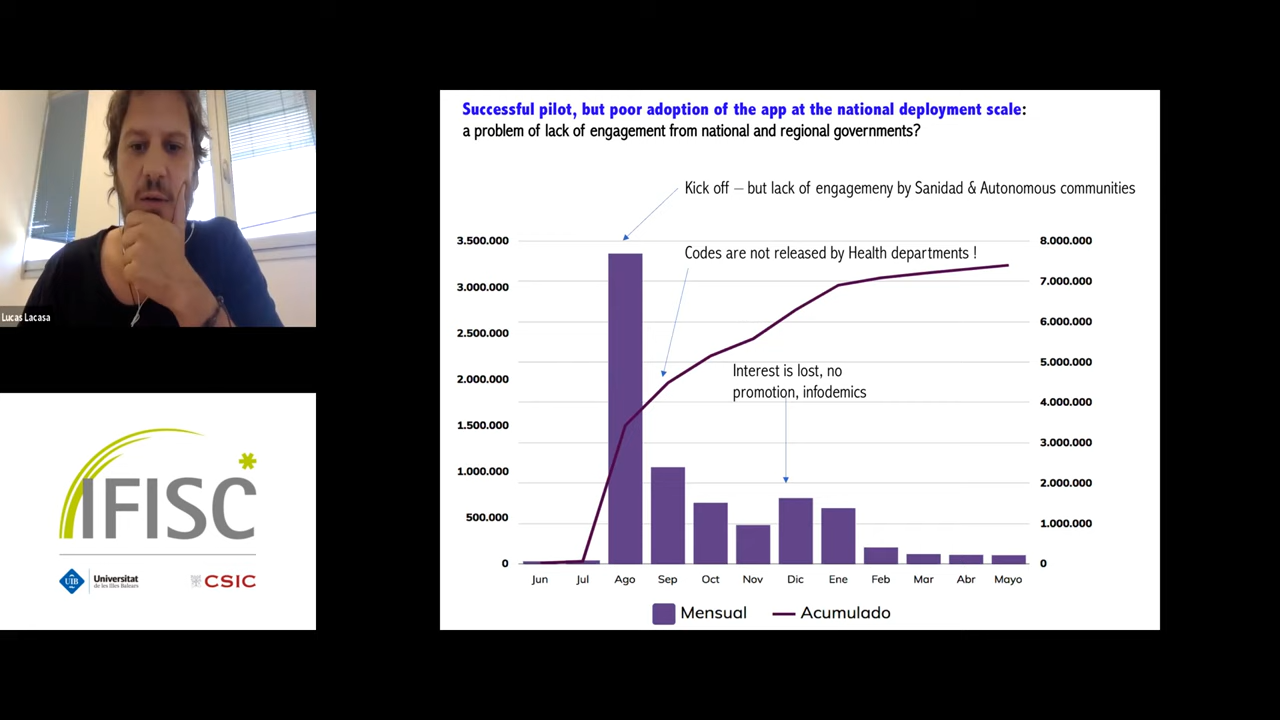 Lucas Lacasa
IFISC
UIB
Universitat
de les Illes Balears
CSIC
Successful pilot, but poor adoption of the app at the national deployment scale:
a problem of lack of engagement from national and regional governments?
Kick off – but lack of engagemeny by Sanidad & Autonomous communities
Codes are not released by Health departments !
Interest is lost, no
promotion, infodemics
3.500.000
3.000.000
2.500.000
2.000.000
1.500.000
1.000.000
500.000
0
8.000.000
7.000.000
6.000.000
5.000.000
4.000.000
3.000.000
2.000.000
1.000.000
0
Jun Jul Ago Sep Oct Nov Dic Ene Feb Mar Abr Mayo
Mensual Acumulado